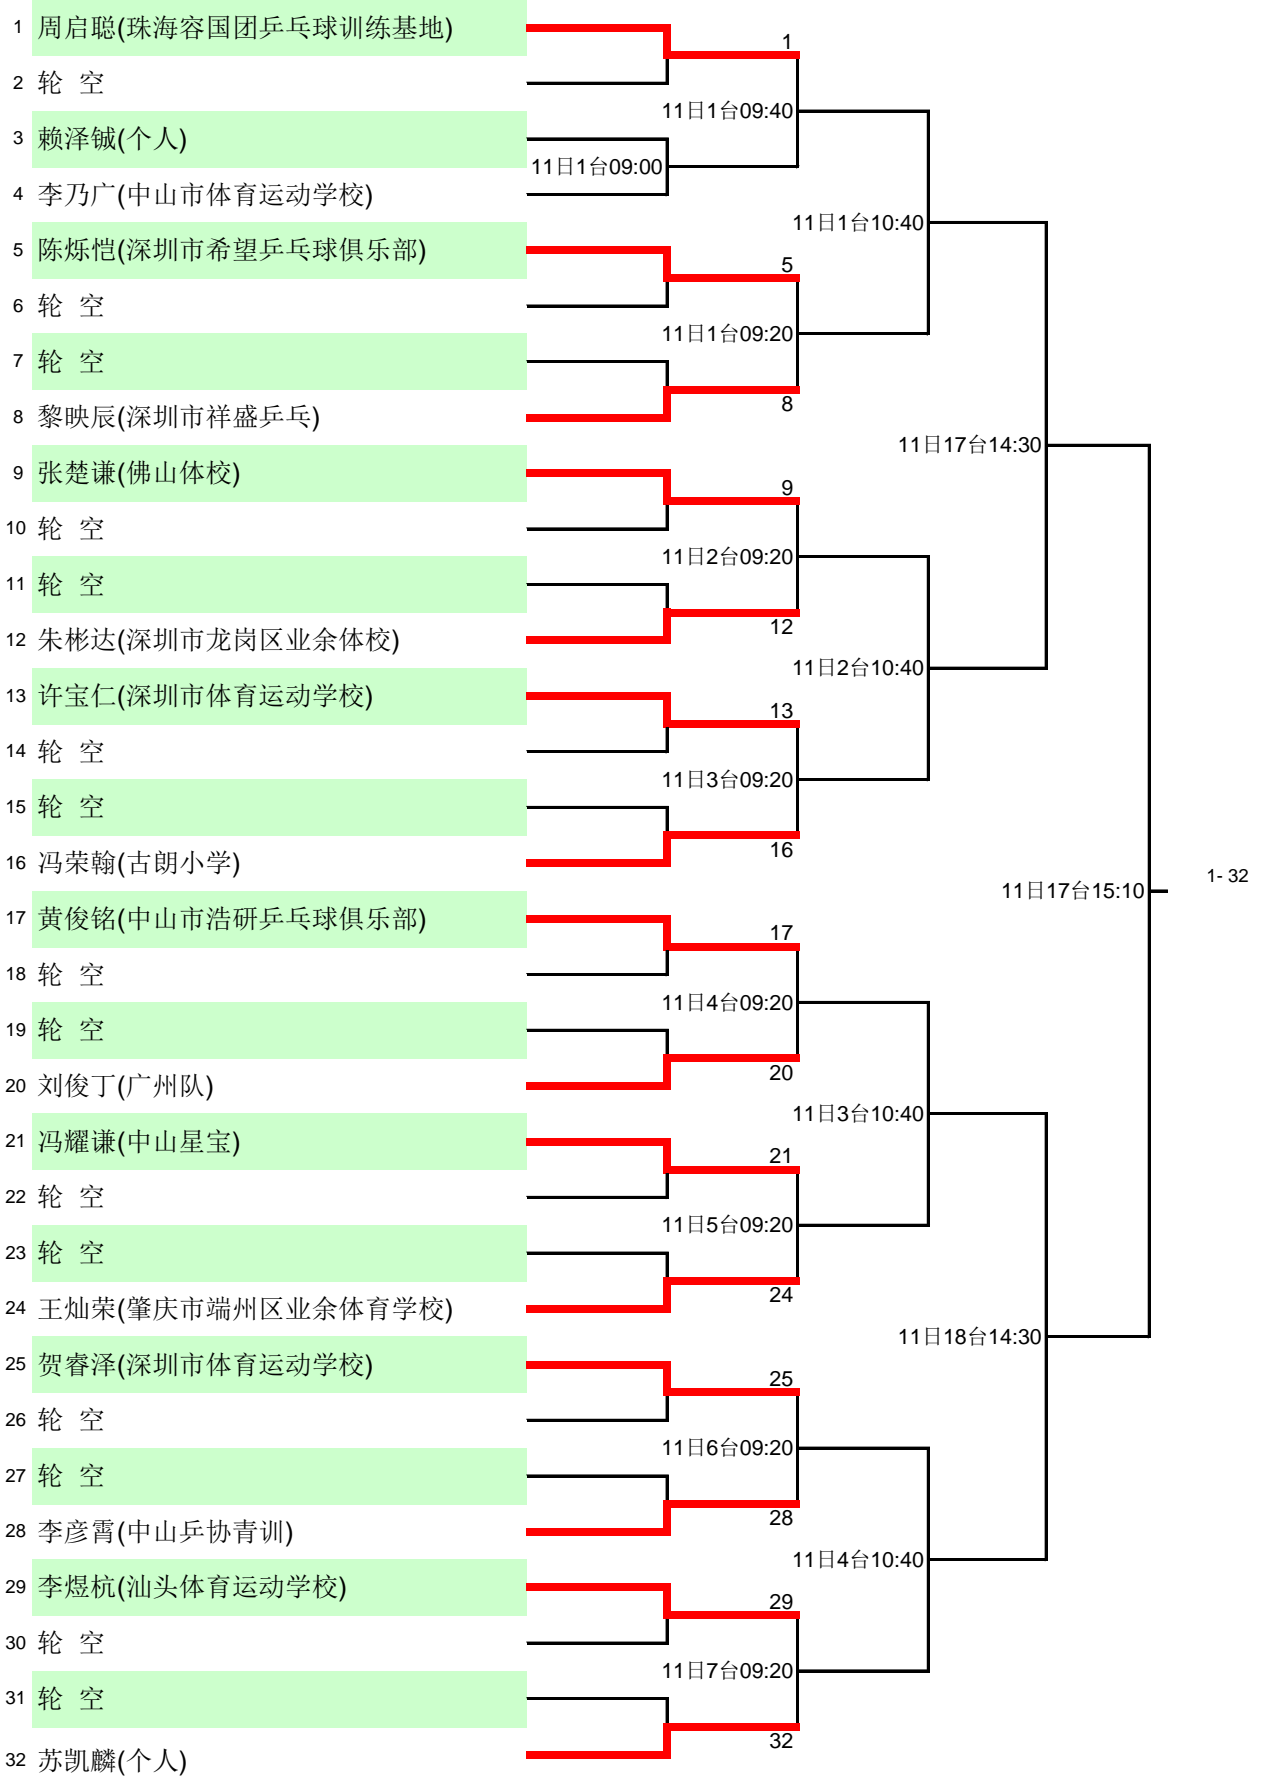 1 周启聪(珠海容国团乒乓球训练基地)
1
2 轮 空
11日1台09:40
3 赖泽铖(个人)
11日1台09:00
4 李乃广(中山市体育运动学校)
11日1台10:40
5 陈烁恺(深圳市希望乒乓球俱乐部)
5
6 轮 空
11日1台09:20
7 轮 空
8
8 黎映辰(深圳市祥盛乒乓)
11日17台14:30
9 张楚谦(佛山体校)
9
10 轮 空
11日2台09:20
11 轮 空
12
12 朱彬达(深圳市龙岗区业余体校)
11日2台10:40
13 许宝仁(深圳市体育运动学校)
13
14 轮 空
11日3台09:20
15 轮 空
16
16 冯荣翰(古朗小学)
1- 32
11日17台15:10
17 黄俊铭(中山市浩研乒乓球俱乐部)
17
18 轮 空
11日4台09:20
19 轮 空
20
20 刘俊丁(广州队)
11日3台10:40
21 冯耀谦(中山星宝)
21
22 轮 空
11日5台09:20
23 轮 空
24
24 王灿荣(肇庆市端州区业余体育学校)
11日18台14:30
25 贺睿泽(深圳市体育运动学校)
25
26 轮 空
11日6台09:20
27 轮 空
28
28 李彦霄(中山乒协青训)
11日4台10:40
29 李煜杭(汕头体育运动学校)
29
30 轮 空
11日7台09:20
31 轮 空
32
32 苏凯麟(个人)